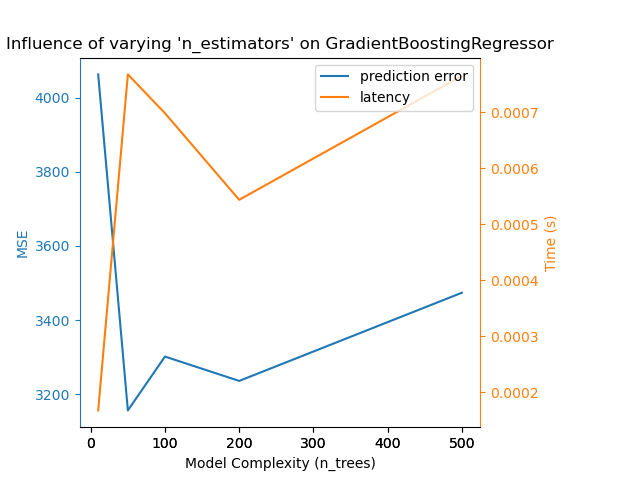 Influence of varying 'n_estimators' on GradientBoostingRegressor
prediction error
latency
4000
3800
3600
3400
3200
MSE
0.0007
0.0006
0.0005
0.0004
0.0003
0.0002
Time (s)
0 100 200 300 400 500
Model Complexity (n_trees)